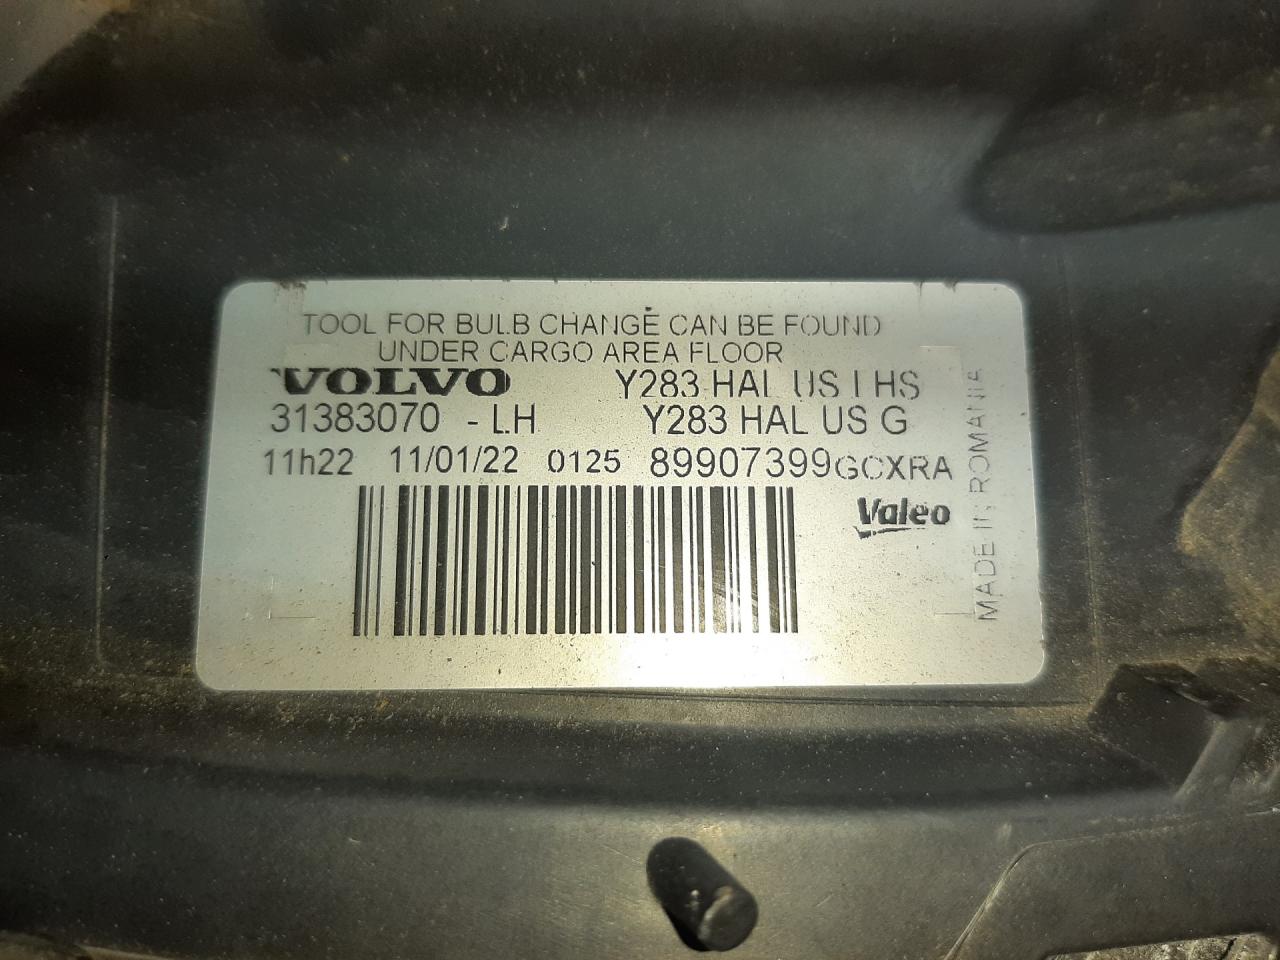 TOOL FOR BULB CHANGE CAN BE FOUND
UNDER CARGO AREA FLOOR
VOLVO Y283 HAL US LHS
31383070 - LH Y283 HAL US G
11h22 11/01/22 0125 89907399GCXRA
Valeo
MADE IN ROMANIA